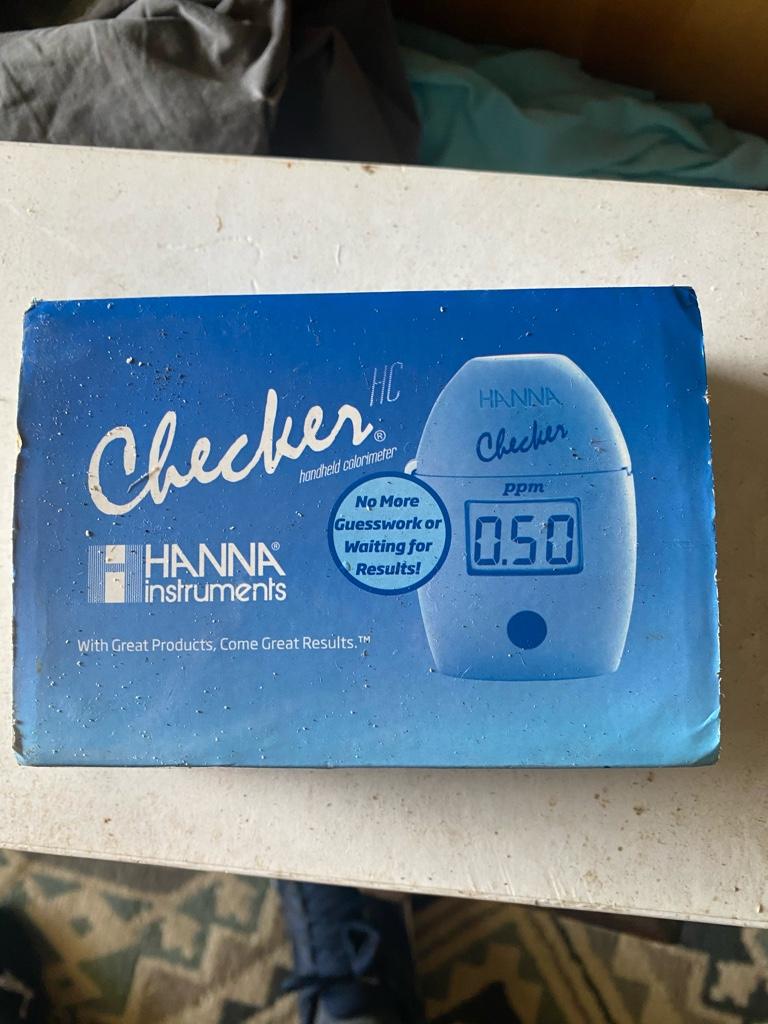 HC
Checker®
handheld colorimeter
HANNA®
instruments
With Great Products, Come Great Results.™
No More
Guesswork or
Waiting for
Results!
HANNA
Checker
ppm
0.50